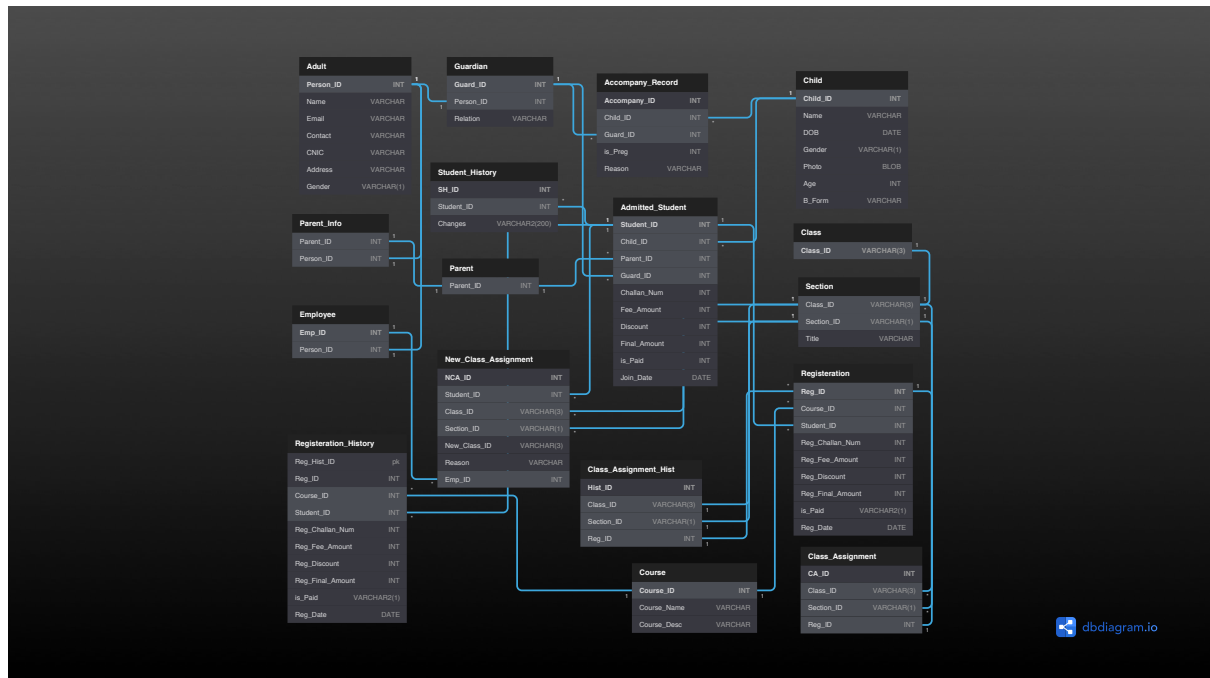 Adult
Person_ID INT
Name VARCHAR
Email VARCHAR
Contact VARCHAR
CNIC VARCHAR
Address VARCHAR
Gender VARCHAR(1)
Guardian
Guard_ID INT
Person_ID INT
Relation VARCHAR
Accompany_Record
Accompany_ID INT
Child_ID INT
Guard_ID INT
is_Preg INT
Reason VARCHAR
Child
Child_ID INT
Name VARCHAR
DOB DATE
Gender VARCHAR(1)
Photo BLOB
Age INT
B_Form VARCHAR
Student_History
SH_ID INT
Student_ID INT
Changes VARCHAR2(200)
Admitted_Student
Student_ID INT
Child_ID INT
Parent_ID INT
Guard_ID INT
Challan_Num INT
Fee_Amount INT
Discount INT
Final_Amount INT
is_Paid INT
Join_Date DATE
Parent_Info
Parent_ID INT
Person_ID INT
Parent
Parent_ID INT
Class
Class_ID VARCHAR(3)
Section
Class_ID VARCHAR(3)
Section_ID VARCHAR(1)
Title VARCHAR
Employee
Emp_ID INT
Person_ID INT
New_Class_Assignment
NCA_ID INT
Student_ID INT
Class_ID VARCHAR(3)
Section_ID VARCHAR(1)
New_Class_ID VARCHAR(3)
Reason VARCHAR
Emp_ID INT
Registeration
Reg_ID INT
Course_ID INT
Student_ID INT
Reg_Challan_Num INT
Reg_Fee_Amount INT
Reg_Discount INT
Reg_Final_Amount INT
is_Paid VARCHAR2(1)
Reg_Date DATE
Registeration_History
Reg_Hist_ID pk
Reg_ID INT
Course_ID INT
Student_ID INT
Reg_Challan_Num INT
Reg_Fee_Amount INT
Reg_Discount INT
Reg_Final_Amount INT
is_Paid VARCHAR2(1)
Reg_Date DATE
Class_Assignment_Hist
Hist_ID INT
Class_ID VARCHAR(3)
Section_ID VARCHAR(1)
Reg_ID INT
Course
Course_ID INT
Course_Name VARCHAR
Course_Desc VARCHAR
Class_Assignment
CA_ID INT
Class_ID VARCHAR(3)
Section_ID VARCHAR(1)
Reg_ID INT
dbdiagram.io